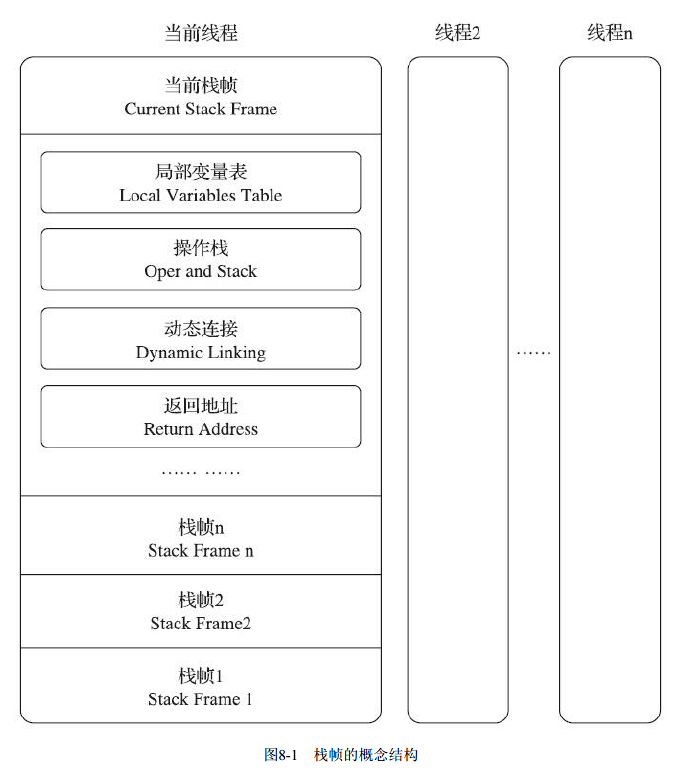 当前线程
线程2
线程n
当前栈帧
Current Stack Frame
局部变量表
Local Variables Table
操作栈
Oper and Stack
动态连接
Dynamic Linking
……
返回地址
Return Address
…… ……
栈帧n
Stack Frame n
栈帧2
Stack Frame2
栈帧1
Stack Frame 1
图8-1 栈帧的概念结构